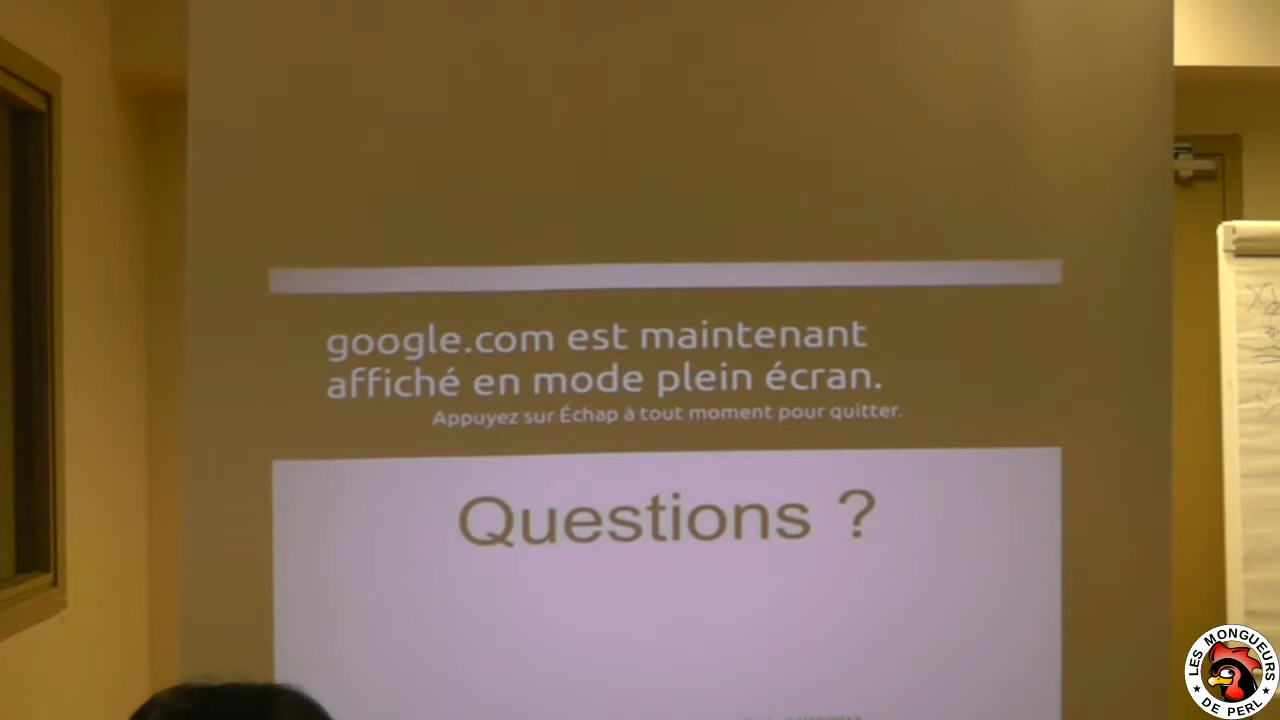 google.com est maintenant
affiché en mode plein écran.
Appuyez sur Échap à tout moment pour quitter.
Questions ?
LES MONGUEURS
DE PERL